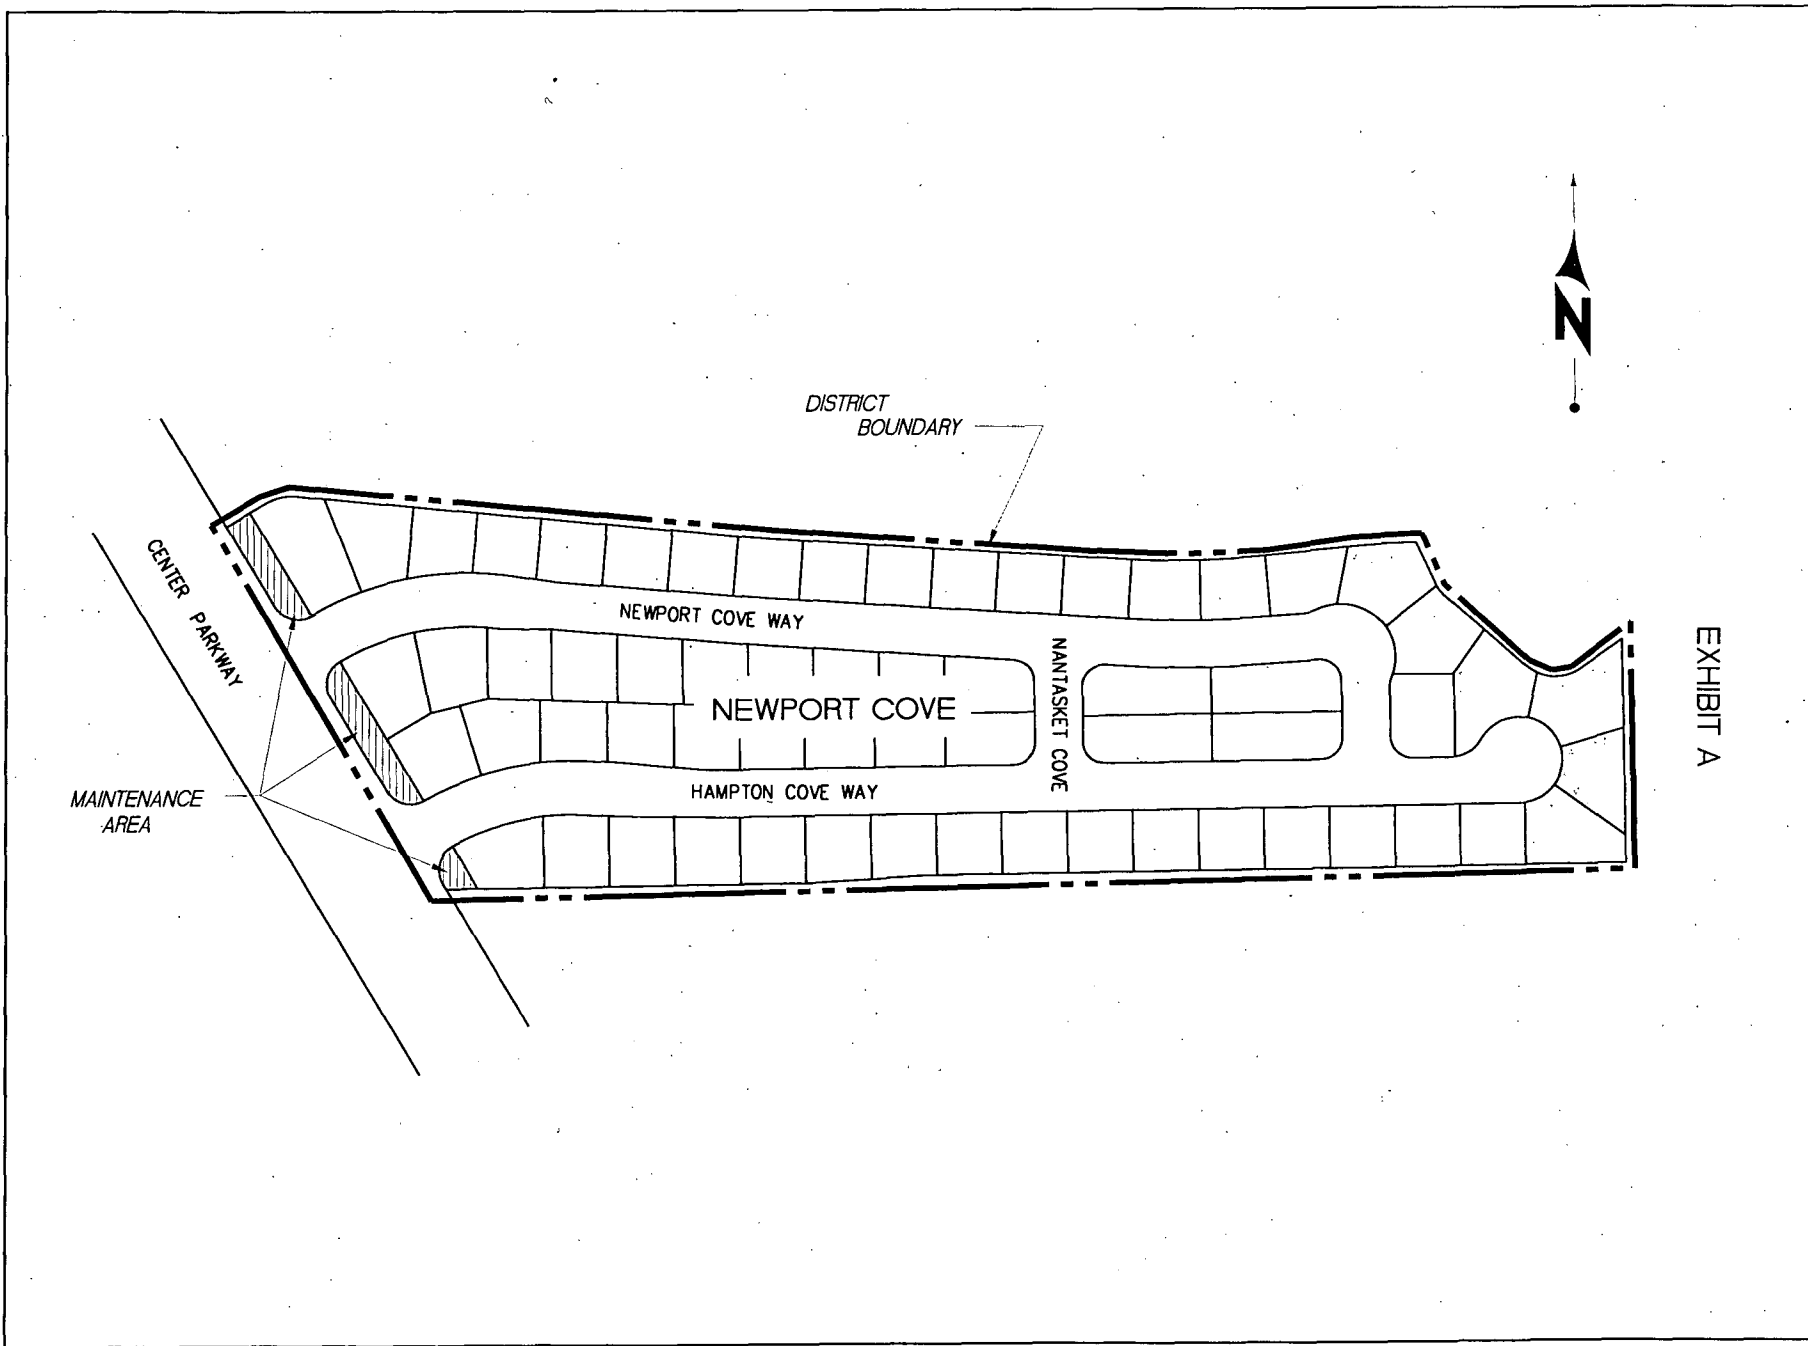 N
DISTRICT
BOUNDARY
CENTER PARKWAY
NEWPORT COVE WAY
NANTASKET COVE
NEWPORT COVE
HAMPTON COVE WAY
MAINTENANCE
AREA
EXHIBIT A